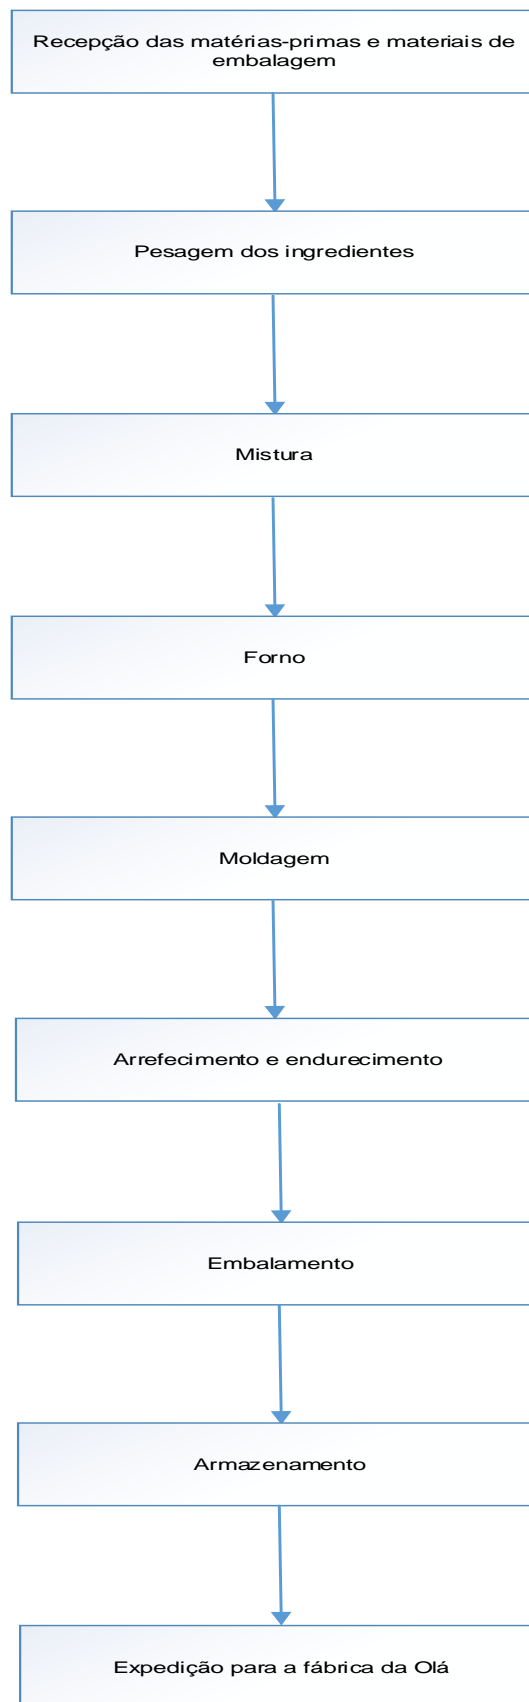 Recepção das matérias-primas e materiais de
embalagem
Pesagem dos ingredientes
Mistura
Forno
Moldagem
Arrefecimento e endurecimento
Embalamento
Armazenamento
Expedição para a fábrica da Olá